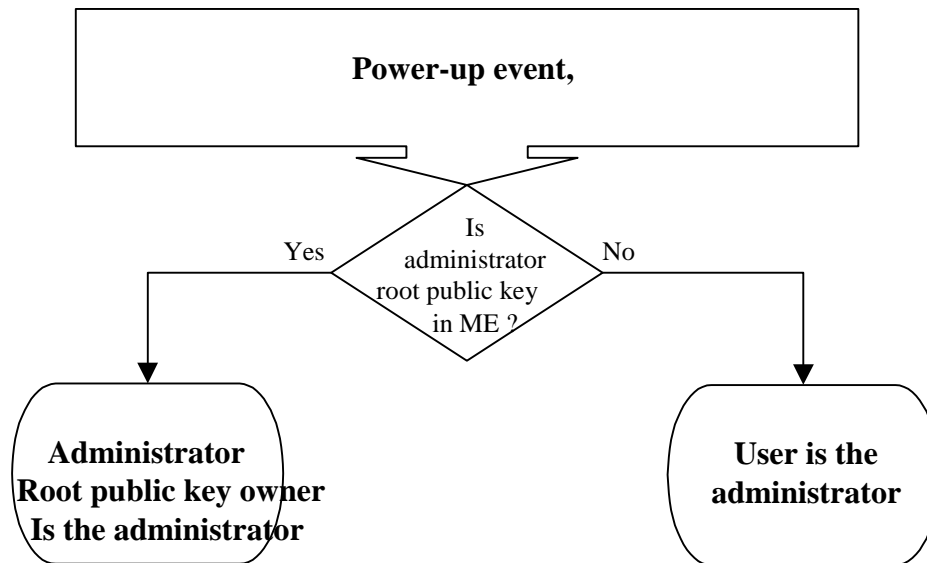 Power-up event,
Is
administrator
root public key
in ME ?
Yes
No
Administrator
Root public key owner
Is the administrator
User is the
administrator